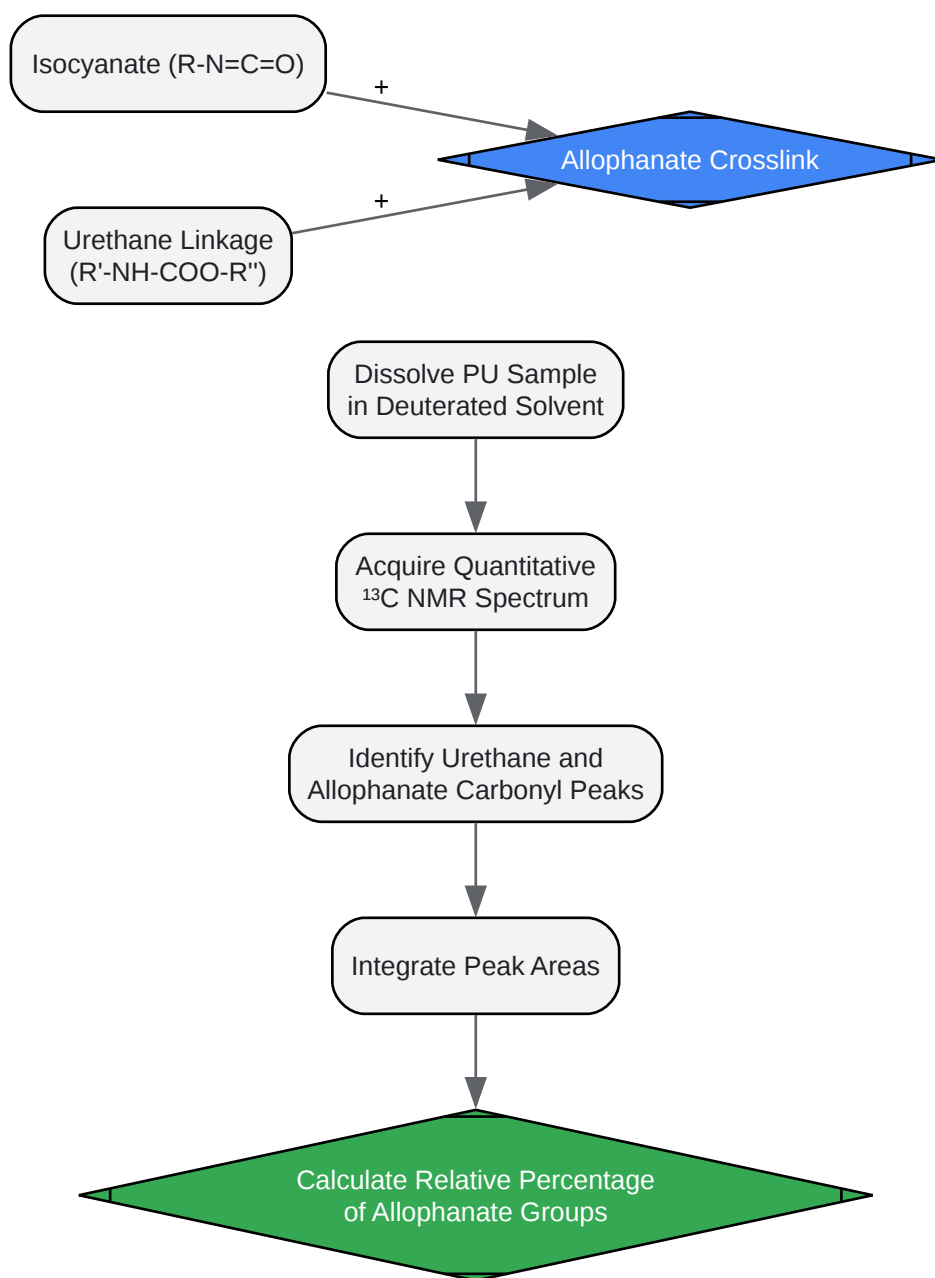 Isocyanate (R-N=C=O)
+
Allophanate Crosslink
+
Urethane Linkage
(R'-NH-COO-R'')
Dissolve PU Sample
in Deuterated Solvent
Acquire Quantitative
¹³C NMR Spectrum
Identify Urethane and
Allophanate Carbonyl Peaks
Integrate Peak Areas
Calculate Relative Percentage
of Allophanate Groups